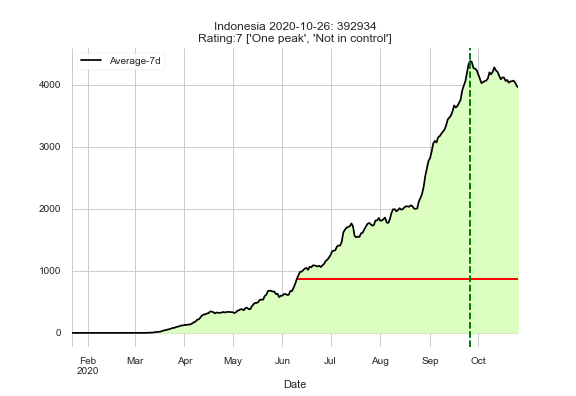 Indonesia 2020-10-26: 392934
Rating:7 ['One peak', 'Not in control']
Average-7d
4000
3000
2000
1000
0
Feb Mar Apr May Jun Jul Aug Sep Oct
2020
Date